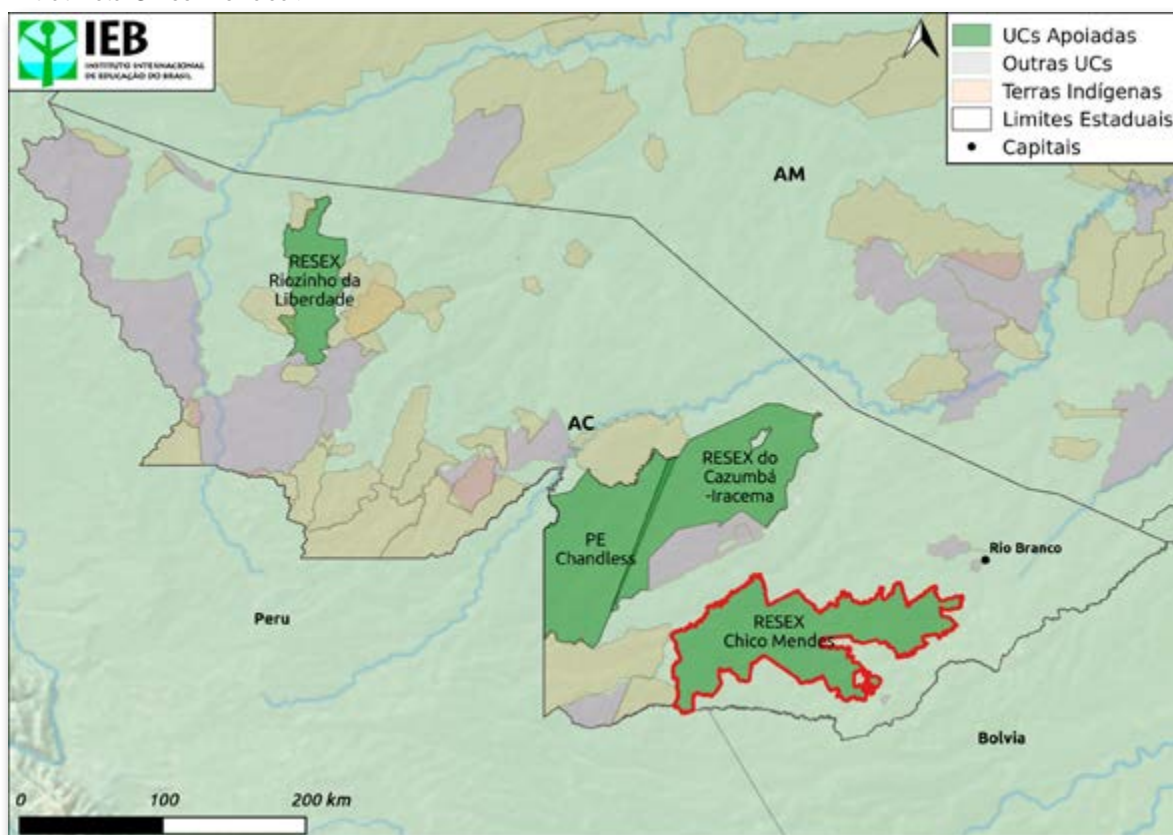 IEB
INSTITUTO INTERNACIONAL
DE EDUCAÇÃO DO BRASIL
UCs Apoiadas
Outras UCs
Terras Indígenas
Limites Estaduais
Capitais
AM
RESEX
Riozinho da
Liberdade
AC
RESEX do
Cazumbá
-Iracema
PE
Chandless
Rio Branco
Peru
RESEX
Chico Mendes
Bolvia
0 100 200 km